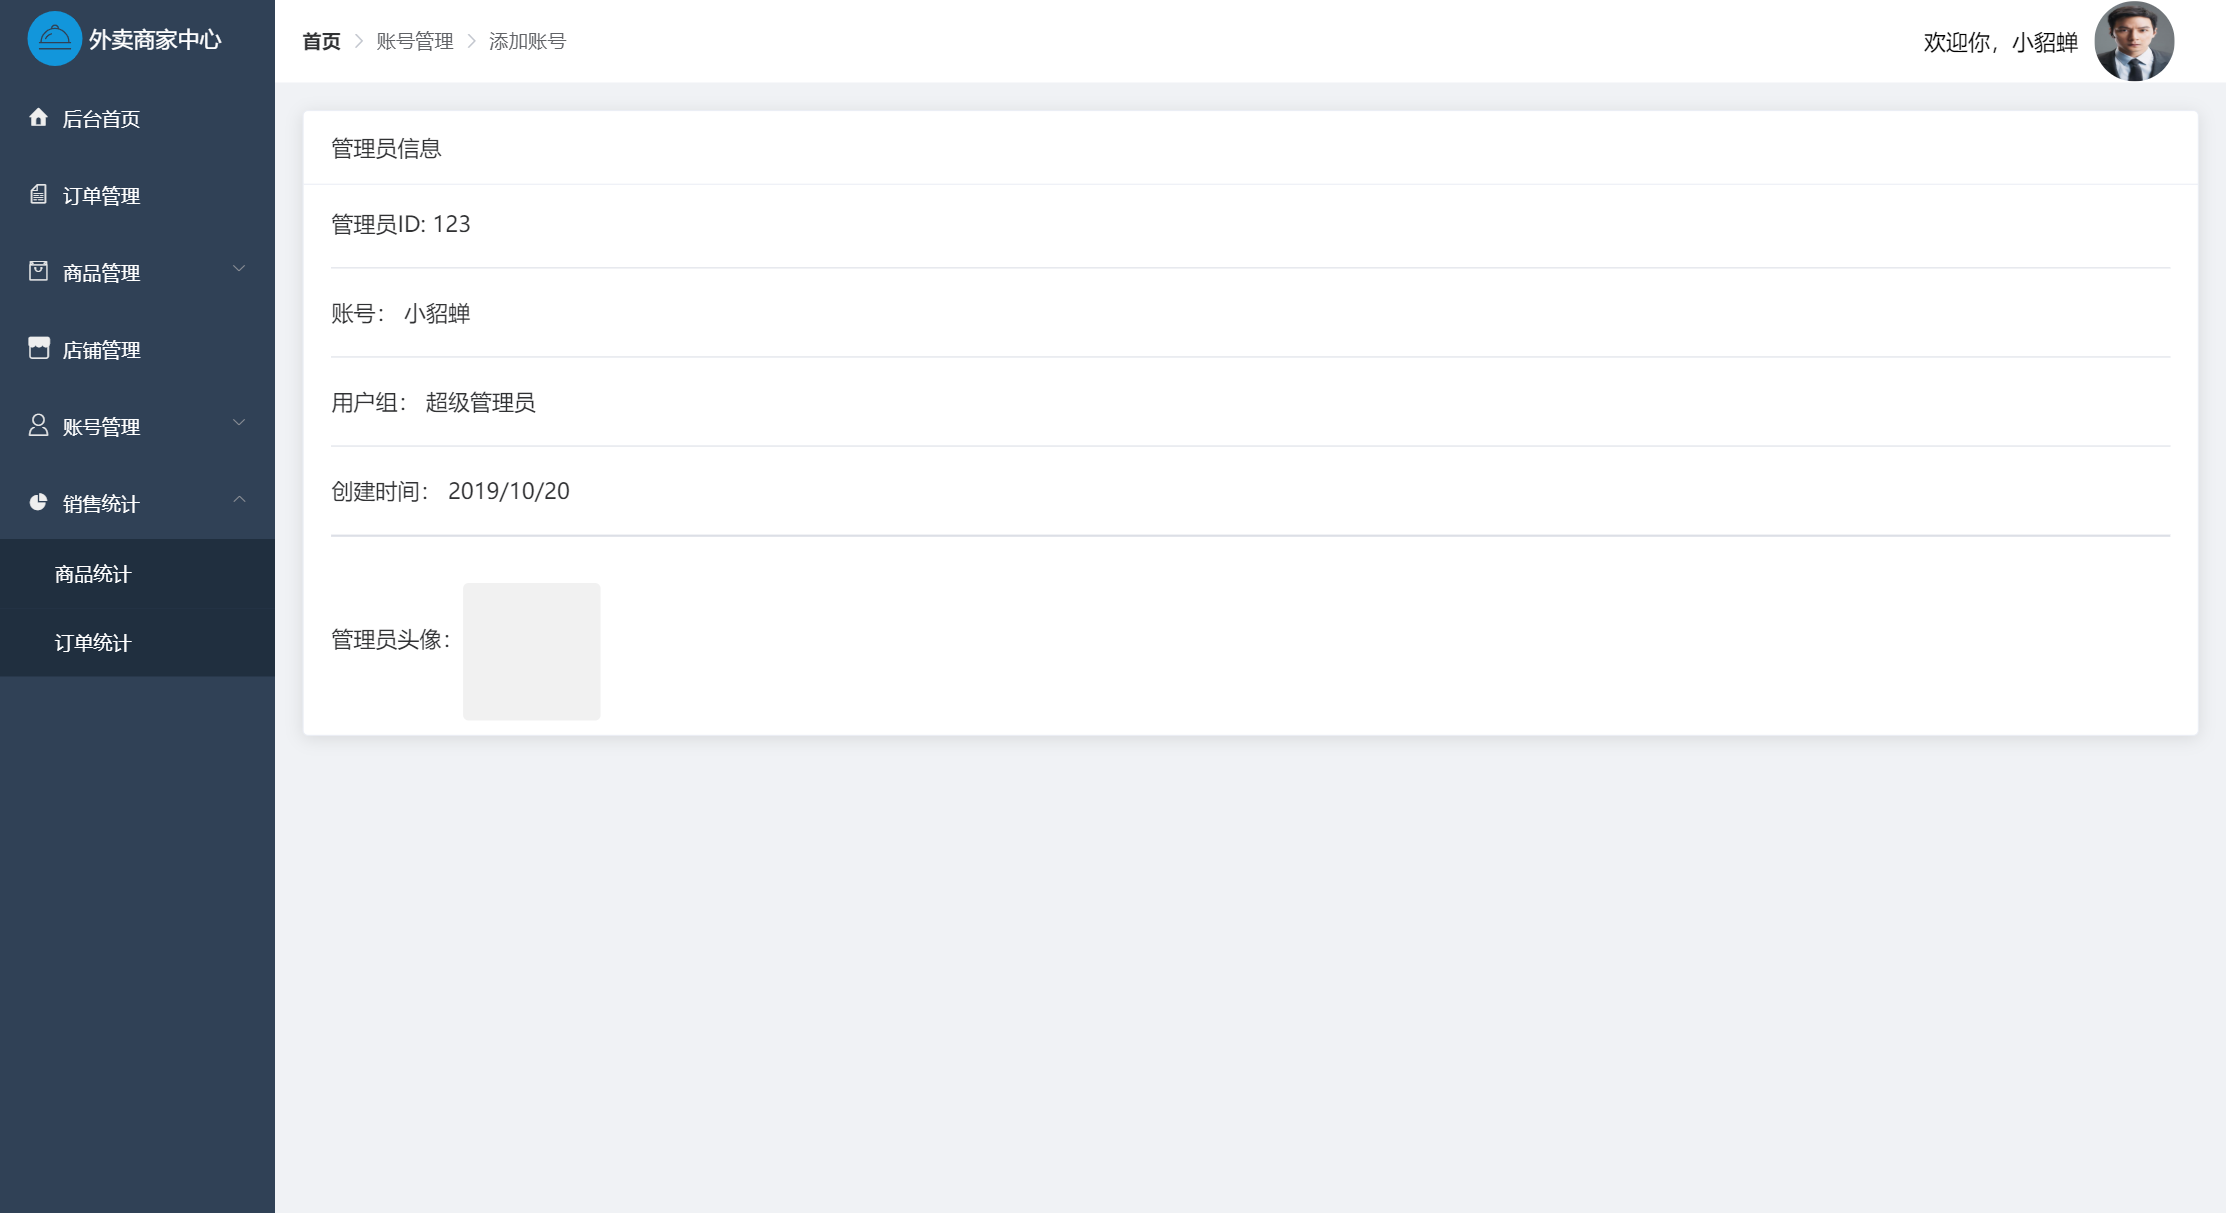 外卖商家中心
后台首页
订单管理
商品管理
店铺管理
账号管理
销售统计
商品统计
订单统计
首页 > 账号管理 > 添加账号
欢迎你，小貂蝉
管理员信息
管理员ID: 123
账号： 小貂蝉
用户组： 超级管理员
创建时间： 2019/10/20
管理员头像：